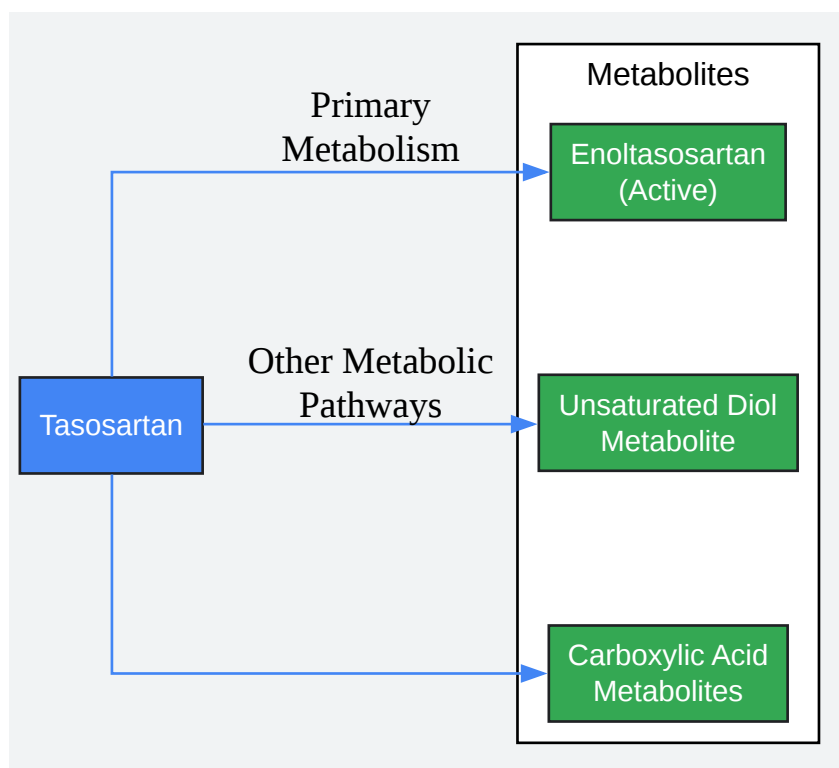 Metabolites
Primary
Metabolism
Enoltasosartan
(Active)
Other Metabolic
Pathways
Tasosartan
Unsaturated Diol
Metabolite
Carboxylic Acid
Metabolites